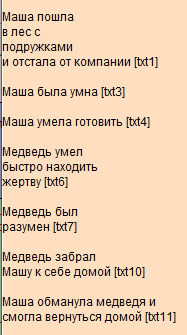 Маша пошла
в лес с
подружками
и отстала от компании [txt1]
Маша была умна [txt3]
Маша умела готовить [txt4]
Медведь умел
быстро находить
жертву [txt6]
Медведь был
разумен [txt7]
Медведь забрал
Машу к себе домой [txt10]
Маша обманула медведя и
смогла вернуться домой [txt11]